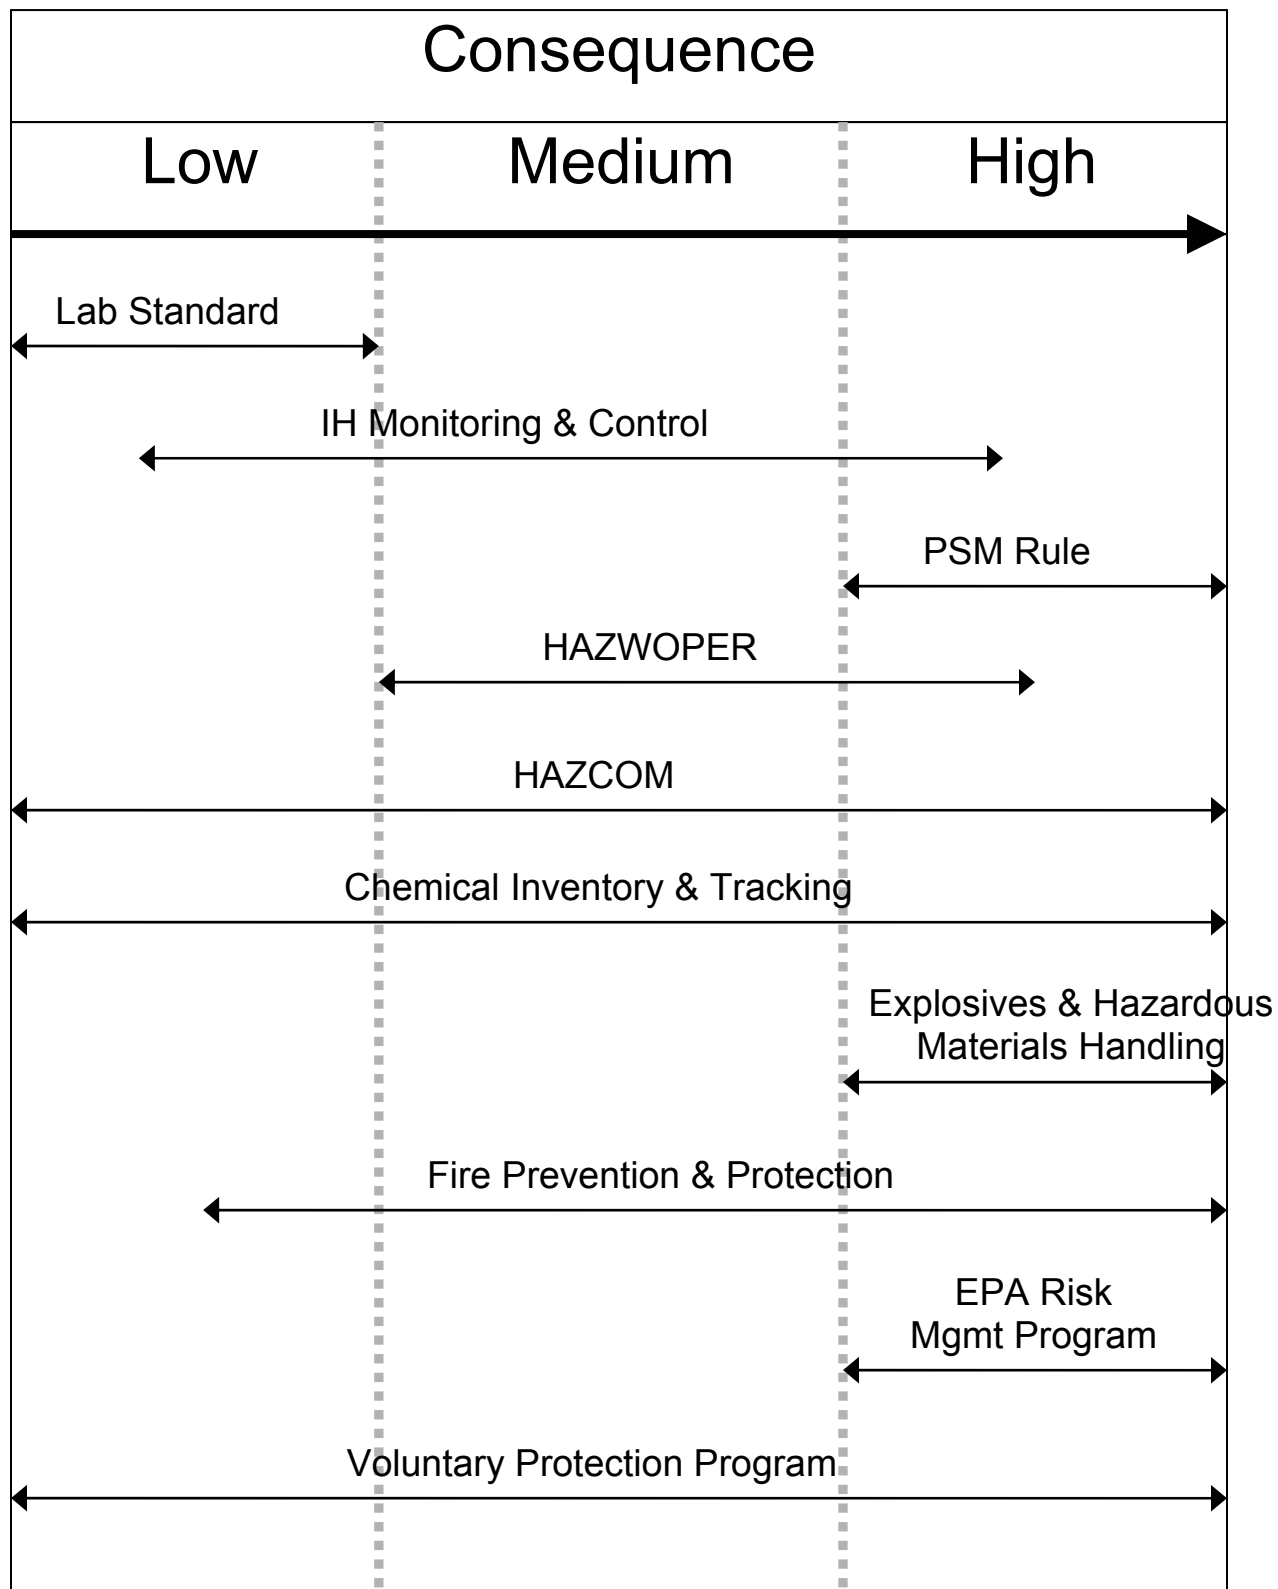 Consequence
Low Medium High
Lab Standard
IH Monitoring & Control
PSM Rule
HAZWOPER
HAZCOM
Chemical Inventory & Tracking
Explosives & Hazardous
Materials Handling
Fire Prevention & Protection
EPA Risk
Mgmt Program
Voluntary Protection Program